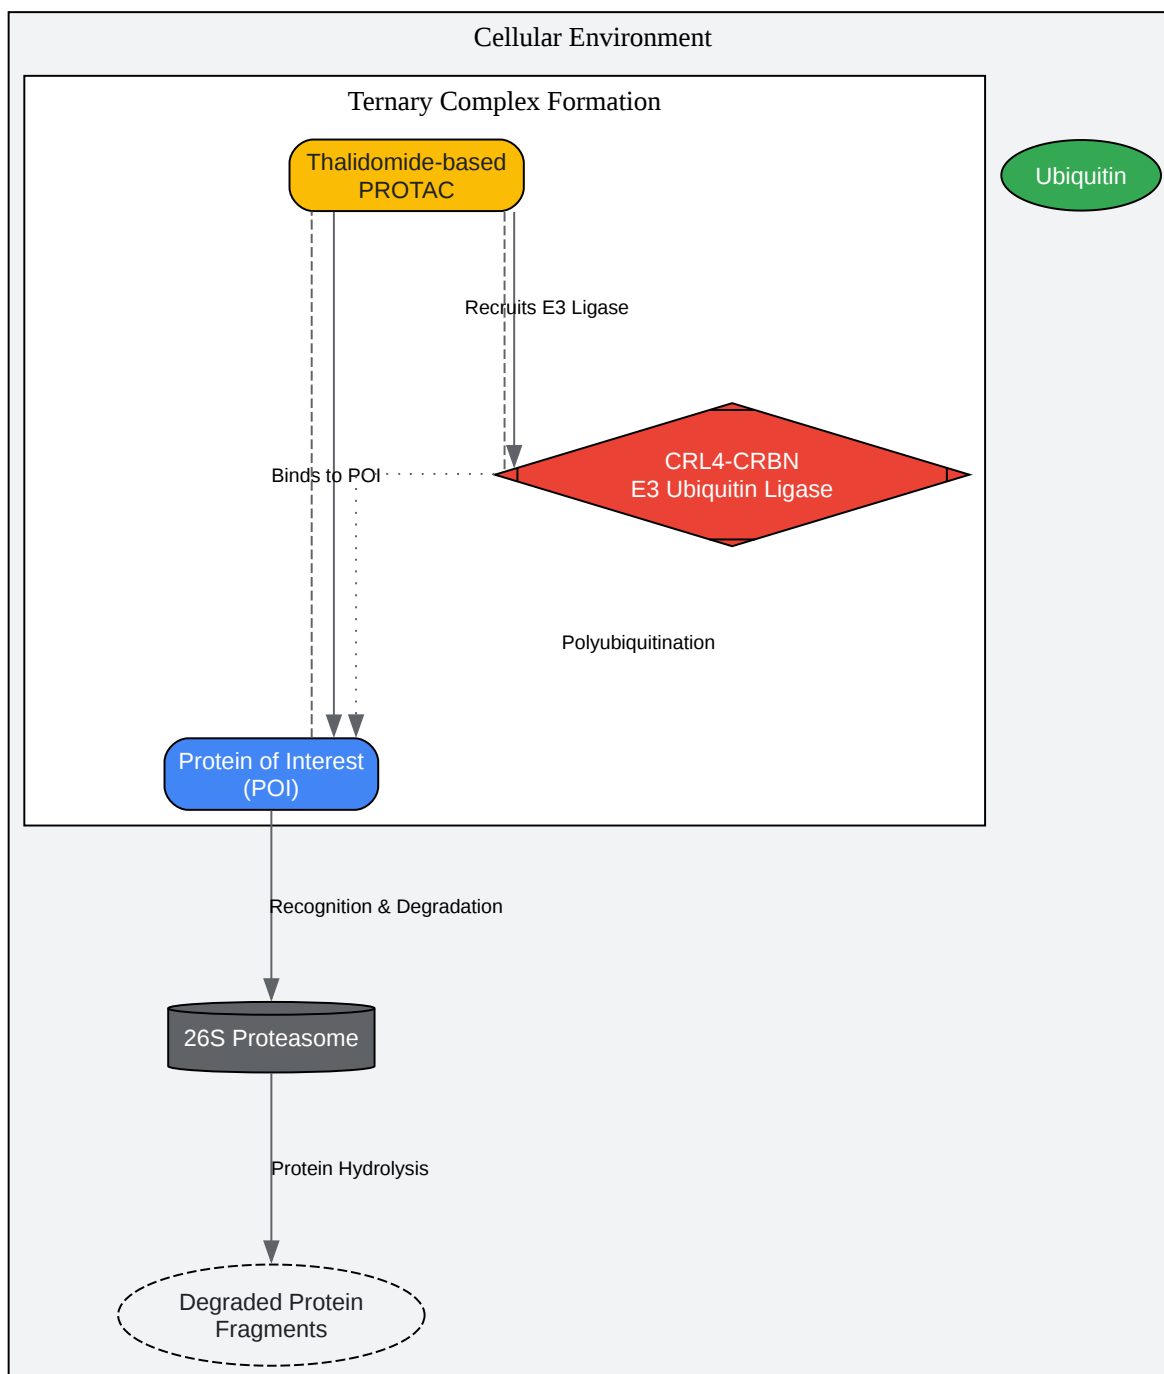 Cellular Environment
Ternary Complex Formation
Thalidomide-based
PROTAC
Ubiquitin
Recruits E3 Ligase
CRL4-CRBN
E3 Ubiquitin Ligase
Binds to POI
Polyubiquitination
Protein of Interest
(POI)
Recognition & Degradation
26S Proteasome
Protein Hydrolysis
Degraded Protein
Fragments